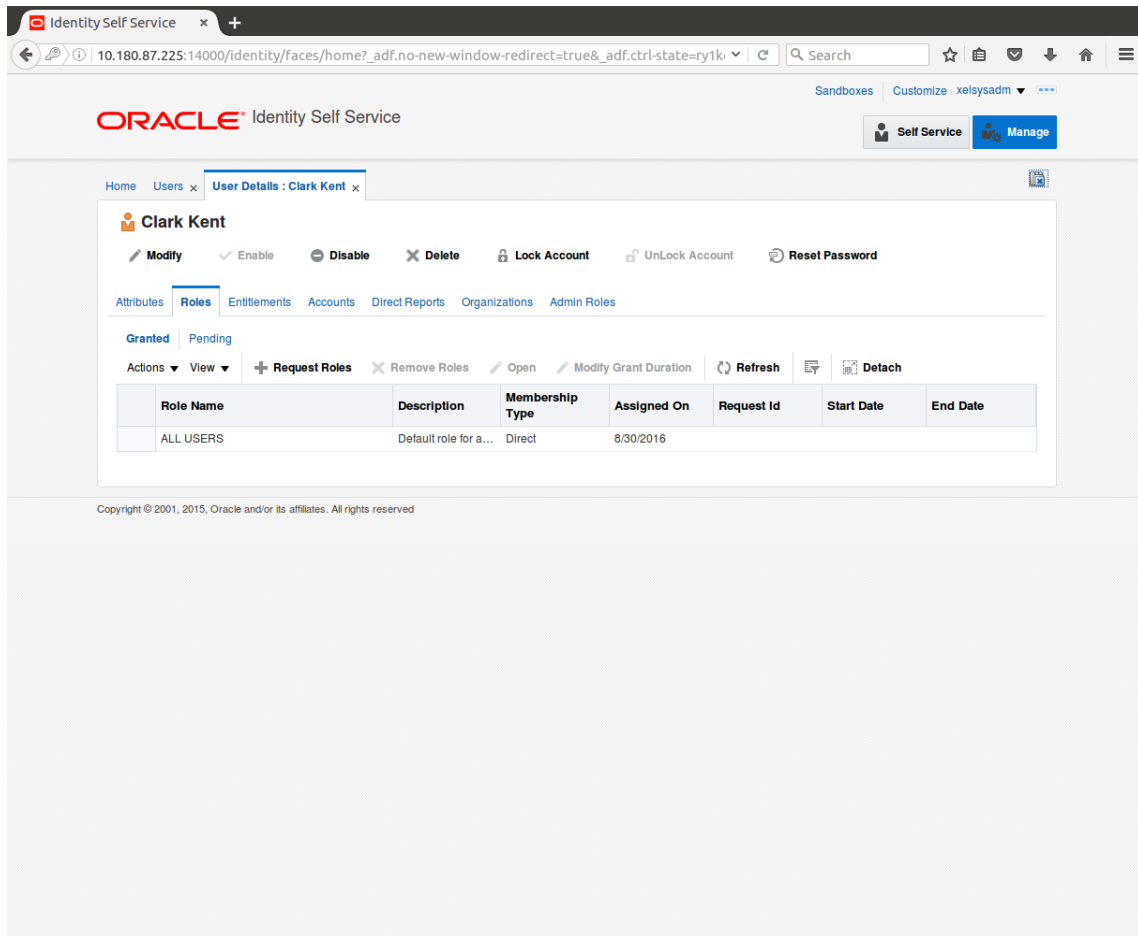 Identity Self Service × +
10.180.87.225:14000/identity/faces/home?_adf.no-new-window-redirect=true&_adf.ctrl-state=ry1k Search
Sandboxes Customize xelsysadm
ORACLE® Identity Self Service
Self Service Manage
Home Users x User Details : Clark Kent x
Clark Kent
Modify Enable Disable Delete Lock Account UnLock Account Reset Password
Attributes Roles Entitlements Accounts Direct Reports Organizations Admin Roles
Granted Pending
Actions View Request Roles Remove Roles Open Modify Grant Duration Refresh Detach
Role Name Description Membership Type Assigned On Request Id Start Date End Date
ALL USERS Default role for a... Direct 8/30/2016
Copyright © 2001, 2015, Oracle and/or its affiliates. All rights reserved